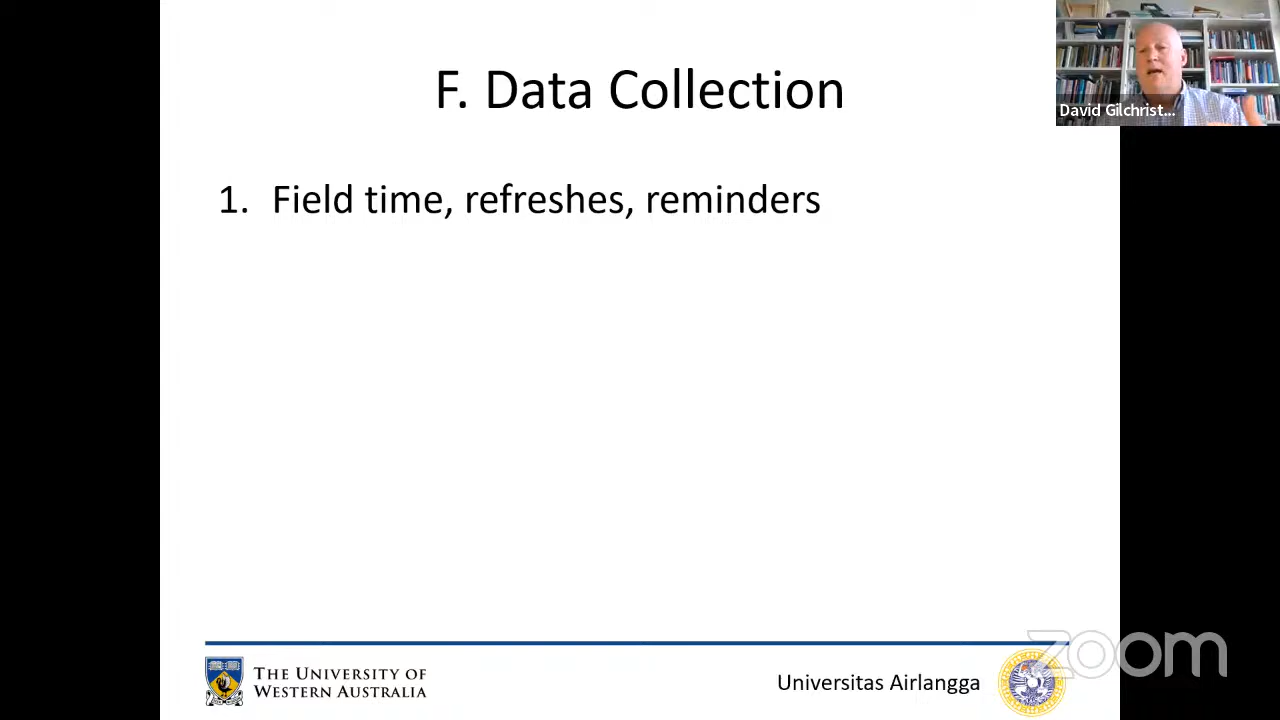 F. Data Collection
David Gilchrist...
1. Field time, refreshes, reminders
THE UNIVERSITY OF
WESTERN AUSTRALIA
Universitas Airlangga
zoom